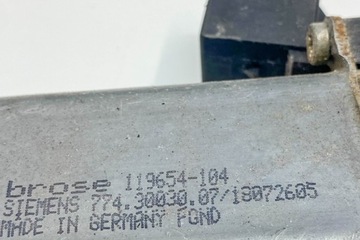 brose 119654-104
SIEMENS 774.30030.07/18072605
MADE IN GERMANY FGND